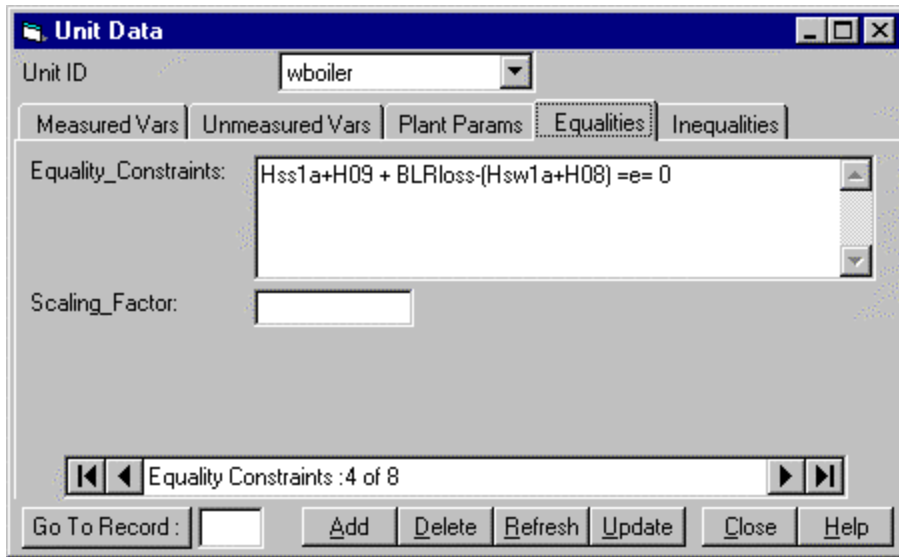 Unit Data
Unit ID wboiler
Measured Vars Unmeasured Vars Plant Params Equalities Inequalities
Equality_Constraints: Hss1a+H09 + BLRloss-(Hsw1a+H08) =e= 0
Scaling_Factor:
Equality Constraints :4 of 8
Go To Record : Add Delete Refresh Update Close Help